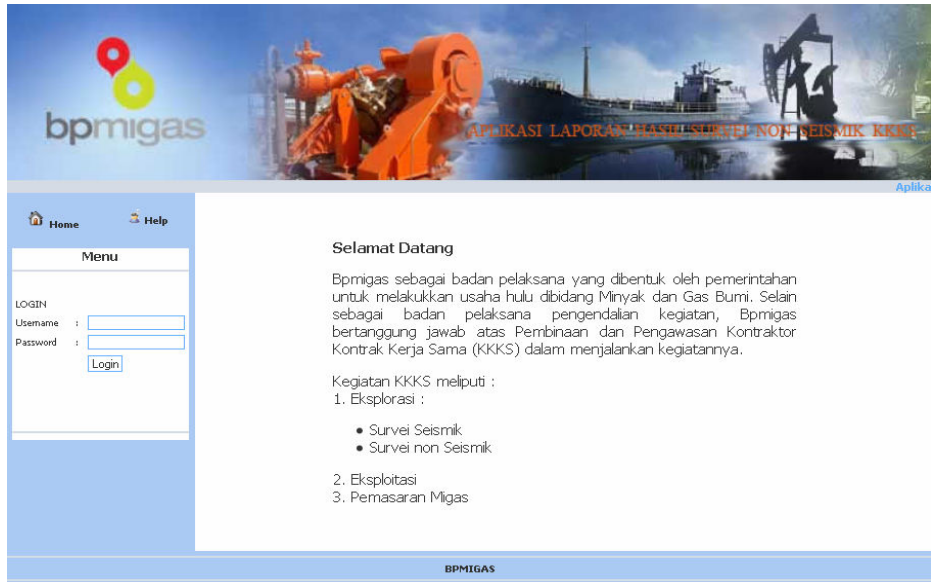 bpmigas
APLIKASI LAPORAN HASIL SURVEI NON SEISMIK KKKS
Aplika
Home Help
Menu
LOGIN
Username :
Password :
Login
Selamat Datang
Bpmigas sebagai badan pelaksana yang dibentuk oleh pemerintahan
untuk melakukkan usaha hulu dibidang Minyak dan Gas Bumi. Selain
sebagai badan pelaksana pengendalian kegiatan, Bpmigas
bertanggung jawab atas Pembinaan dan Pengawasan Kontraktor
Kontrak Kerja Sama (KKKS) dalam menjalankan kegiatannya.
Kegiatan KKKS meliputi :
1. Eksplorasi :
• Survei Seismik
• Survei non Seismik
2. Eksploitasi
3. Pemasaran Migas
BPMIGAS